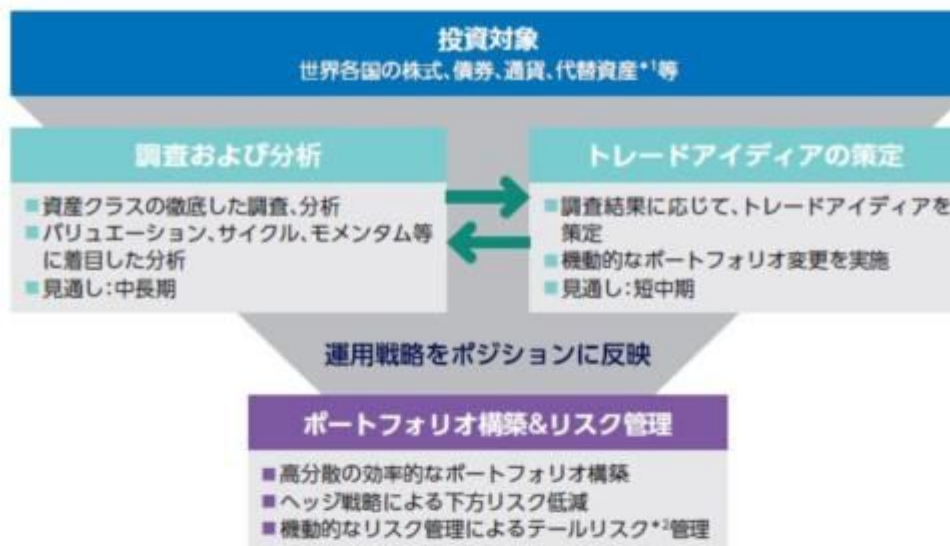 投資対象
世界各国の株式、債券、通貨、代替資産*1等
調査および分析
■資産クラスの徹底した調査、分析
■バリュエーション、サイクル、モメンタム等
に着目した分析
■見通し:中長期
トレードアイディアの策定
■調査結果に応じて、トレードアイディアを
策定
■機動的なポートフォリオ変更を実施
■見通し:短中期
運用戦略をポジションに反映
ポートフォリオ構築&リスク管理
■高分散の効率的なポートフォリオ構築
■ヘッジ戦略による下方リスク低減
■機動的なリスク管理によるテールリスク*2管理